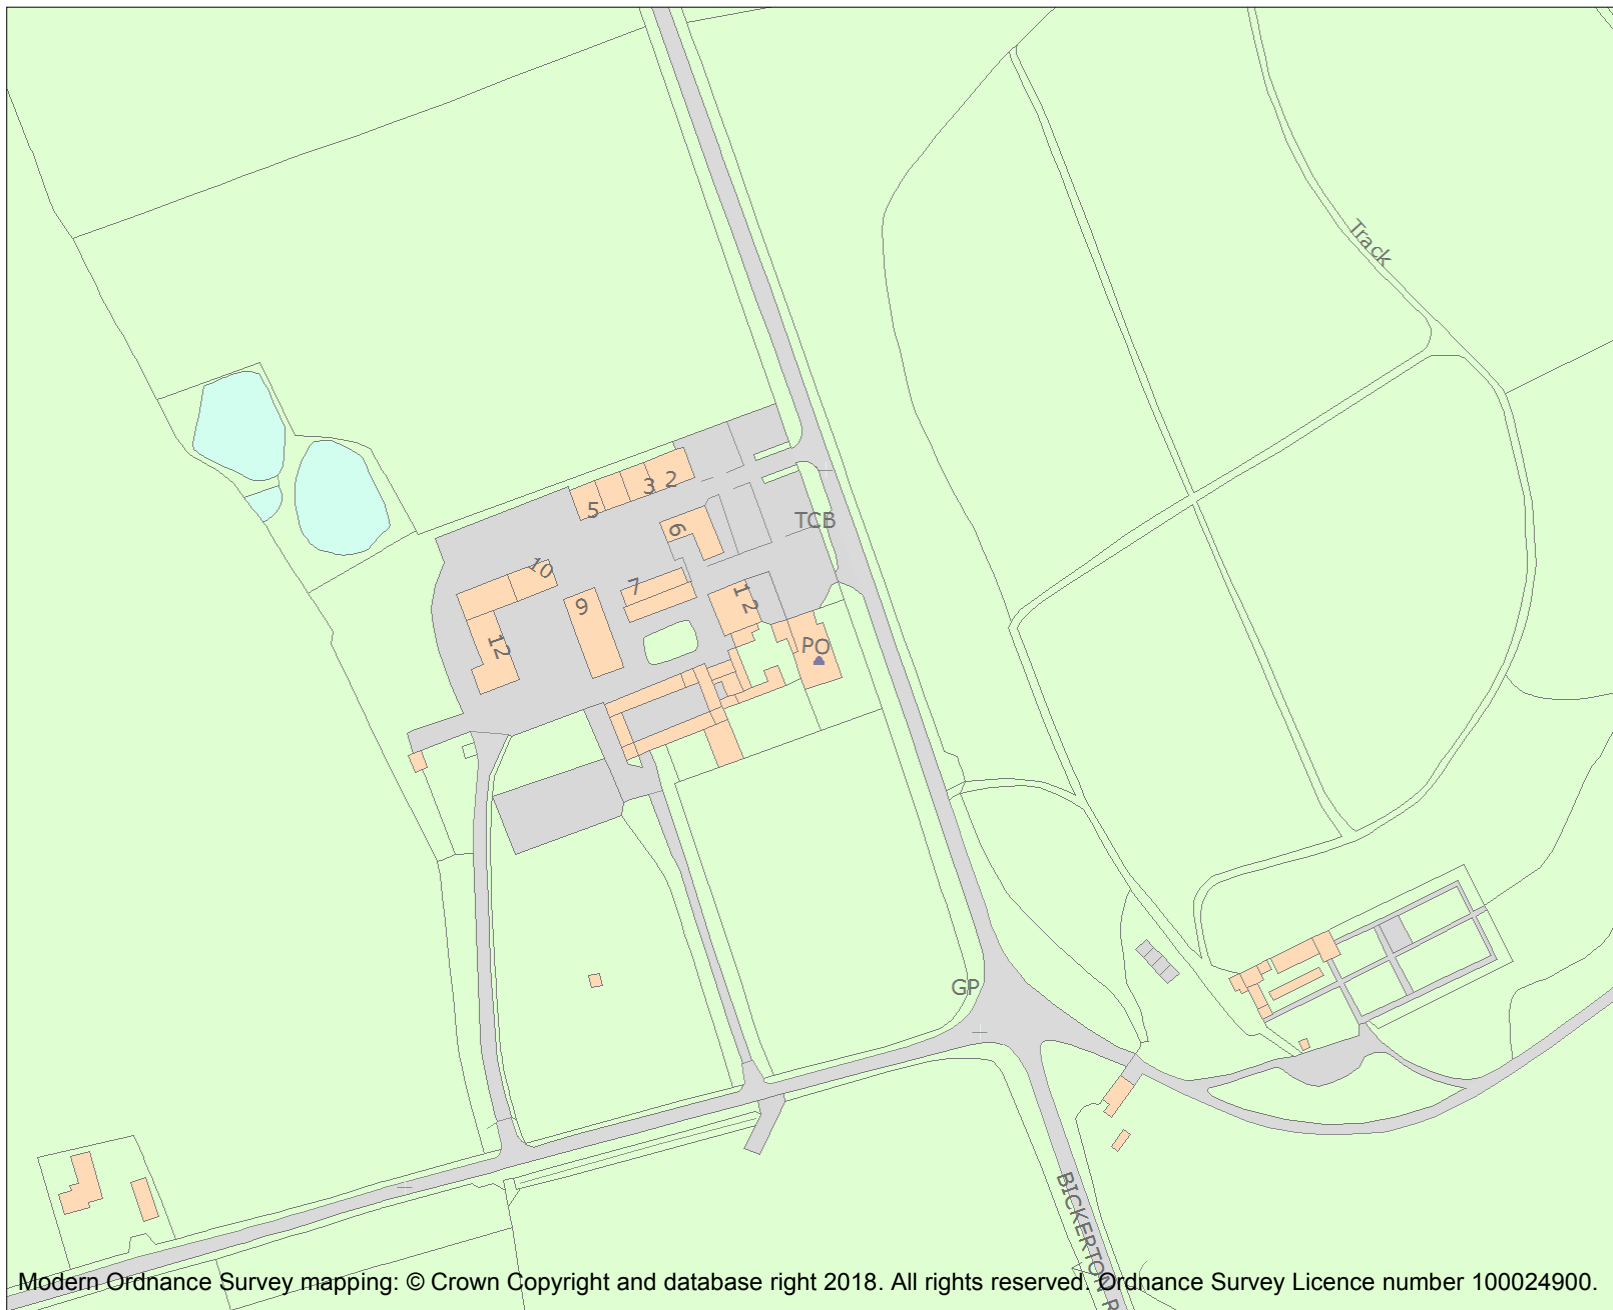 Track
2
3
5
TCB
6
10
7
9
12
12
PO
GP
BICKERTON R
Modern Ordnance Survey mapping: © Crown Copyright and database right 2018. All rights reserved. Ordnance Survey Licence number 100024900.